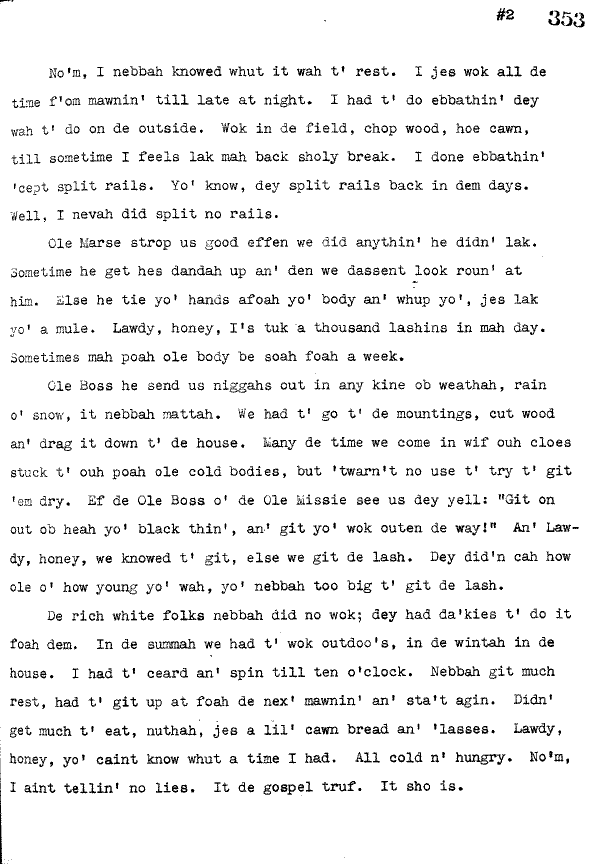 #2 353
No'm, I nebbah knowed whut it wah t' rest. I jes wok all de
time f'om mawnin' till late at night. I had t' do ebbathin' dey
wah t' do on de outside. Wok in de field, chop wood, hoe cawn,
till sometime I feels lak mah back sholy break. I done ebbathin'
'cept split rails. Yo' know, dey split rails back in dem days.
Well, I nevah did split no rails.
Ole Marse strop us good effen we did anythin' he didn' lak.
Sometime he get hes dandah up an' den we dassent look roun' at
him. Else he tie yo' hands afoah yo' body an' whup yo', jes lak
yo' a mule. Lawdy, honey, I's tuk a thousand lashins in mah day.
Sometimes mah poah ole body be soah foah a week.
Ole Boss he send us niggahs out in any kine ob weathah, rain
o' snow, it nebbah mattah. We had t' go t' de mountings, cut wood
an' drag it down t' de house. Many de time we come in wif ouh cloes
stuck t' ouh poah ole cold bodies, but 'twarn't no use t' try t' git
'em dry. Ef de Ole Boss o' de Ole Missie see us dey yell: "Git on
out ob heah yo' black thin', an' git yo' wok outen de way!" An' Law-
dy, honey, we knowed t' git, else we git de lash. Dey did'n cah how
ole o' how young yo' wah, yo' nebbah too big t' git de lash.
De rich white folks nebbah did no wok; dey had da'kies t' do it
foah dem. In de summah we had t' wok outdoo's, in de wintah in de
house. I had t' ceard an' spin till ten o'clock. Nebbah git much
rest, had t' git up at foah de nex' mawnin' an' sta't agin. Didn'
get much t' eat, nuthah, jes a lil' cawn bread an' 'lasses. Lawdy,
honey, yo' caint know whut a time I had. All cold n' hungry. No'm,
I aint tellin' no lies. It de gospel truf. It sho is.